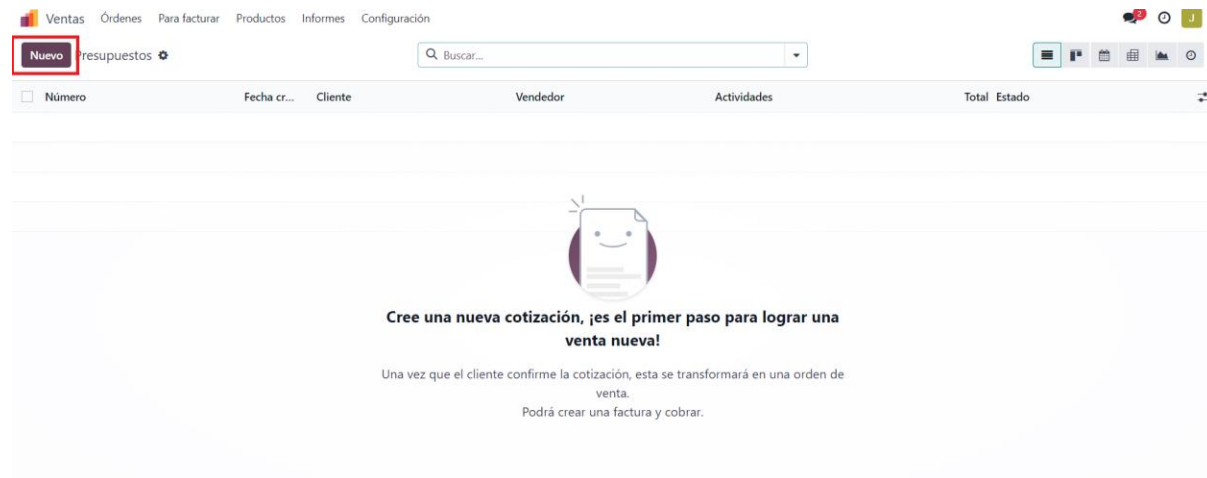 Ventas Órdenes Para facturar Productos Informes Configuración 2 J
Nuevo Presupuestos Buscar...
Número Fecha cr... Cliente Vendedor Actividades Total Estado
Cree una nueva cotización, ¡es el primer paso para lograr una
venta nueva!
Una vez que el cliente confirme la cotización, esta se transformará en una orden de
venta.
Podrá crear una factura y cobrar.